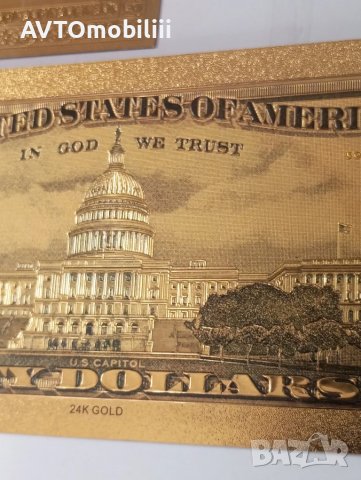 AVTOmobiliii
TED STATES OF AMERI
IN GOD WE TRUST
U.S. CAPITOL
DOLLARS
24K GOLD
BAZAR